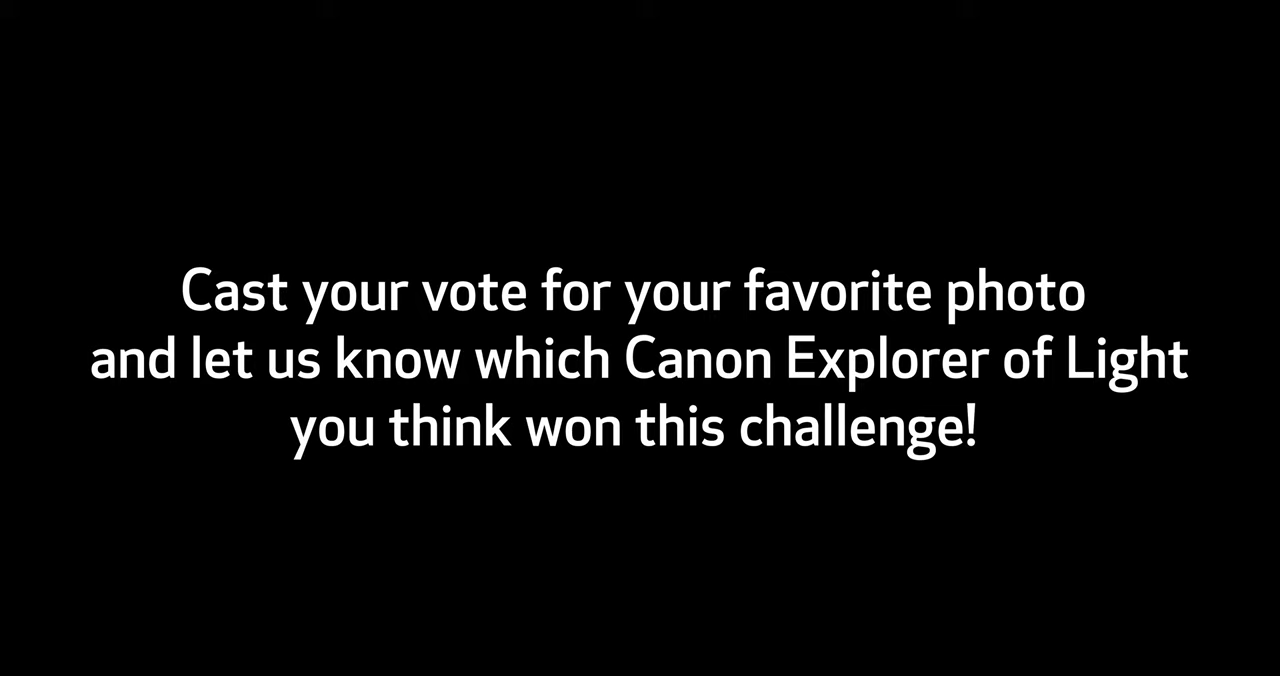 Cast your vote for your favorite photo
and let us know which Canon Explorer of Light
you think won this challenge!